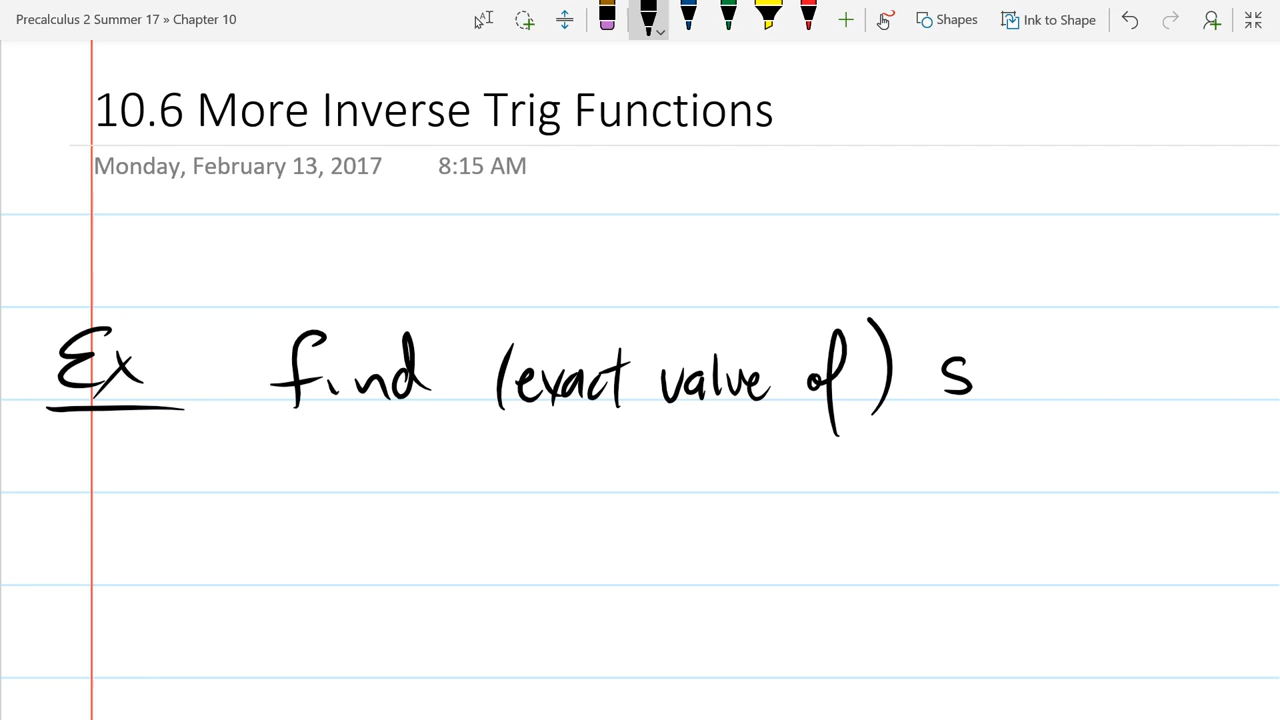 Precalculus 2 Summer 17 » Chapter 10
Shapes
Ink to Shape
10.6 More Inverse Trig Functions
Monday, February 13, 2017 8:15 AM
Ex find (exact value of) s